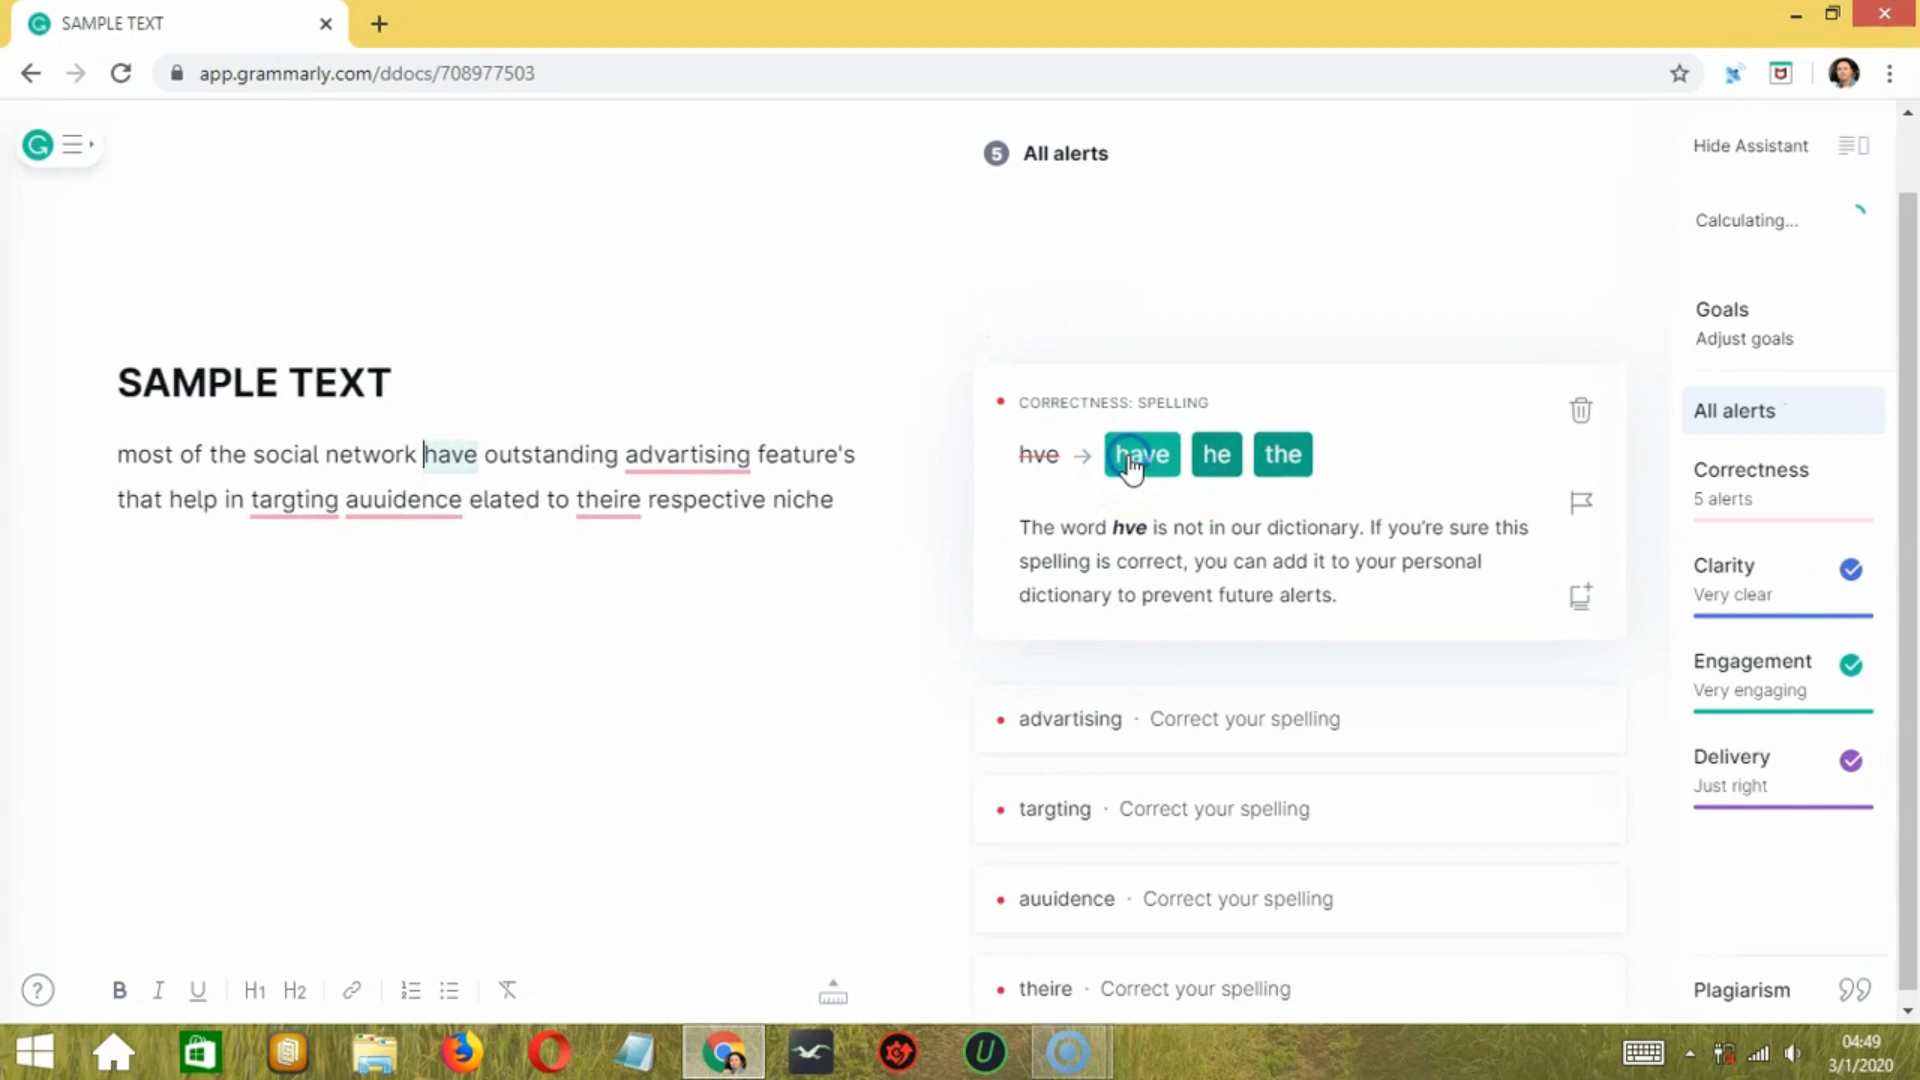 SAMPLE TEXT
app.grammarly.com/ddocs/708977503
5 All alerts
Hide Assistant
Calculating...
Goals
Adjust goals
SAMPLE TEXT
CORRECTNESS: SPELLING
All alerts
most of the social network have outstanding advartising feature's
hve → have he the
Correctness
5 alerts
that help in targting auuidence elated to theire respective niche
The word hve is not in our dictionary. If you're sure this
spelling is correct, you can add it to your personal
dictionary to prevent future alerts.
Clarity
Very clear
Engagement
Very engaging
advartising · Correct your spelling
Delivery
Just right
targting · Correct your spelling
auuidence · Correct your spelling
theire · Correct your spelling
B I U H1 H2
Plagiarism
04:49
3/1/2020